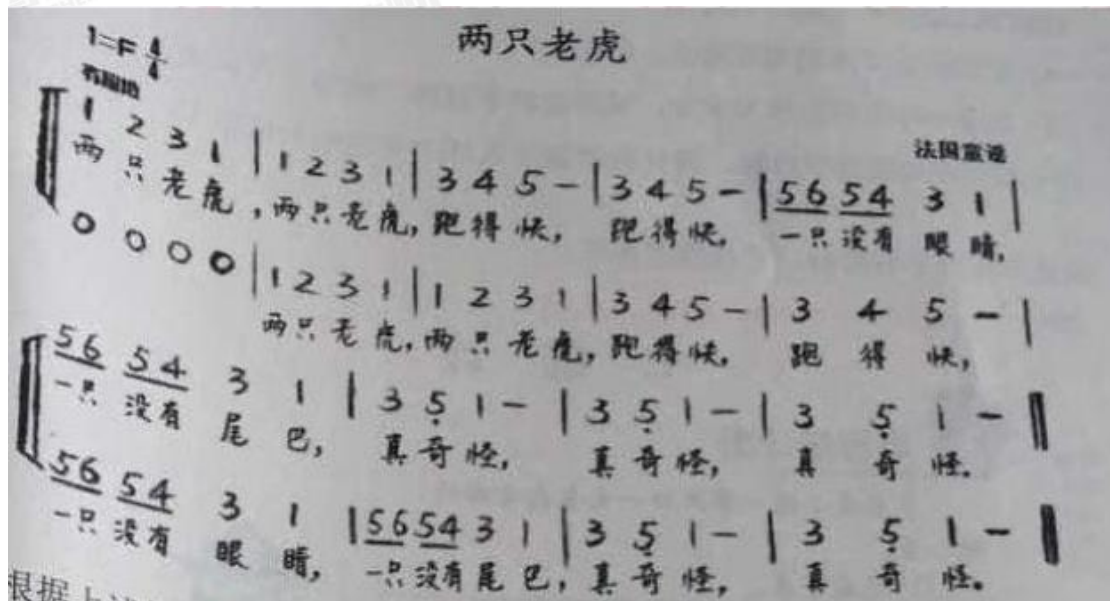 两只老虎
1=F 4/4
法国童谣
1 2 3 1 | 1 2 3 1 | 3 4 5 - | 3 4 5 - | 56 54 3 1 |
两只老虎,两只老虎,跑得快, 跑得快, 一只没有眼睛,
0 0 0 0 | 1 2 3 1 | 1 2 3 1 | 3 4 5 - | 3 4 5 - |
两只老虎,两只老虎,跑得快, 跑得快,
56 54 3 1 | 3 5̣ 1 - | 3 5̣ 1 - | 3 5̣ 1 - ‖
一只没有尾巴, 真奇怪, 真奇怪, 真奇怪。
56 54 3 1 | 56 54 3 1 | 3 5̣ 1 - | 3 5̣ 1 - ‖
一只没有眼睛, 一只没有尾巴,真奇怪, 真奇怪。
根据上